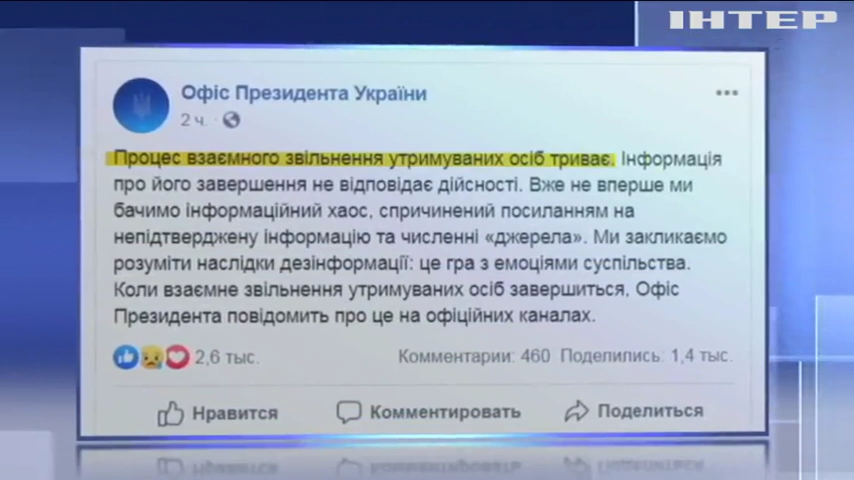 ІНТЕР
Офіс Президента України
2 ч.
Процес взаємного звільнення утримуваних осіб триває. Інформація
про його завершення не відповідає дійсності. Вже не вперше ми
бачимо інформаційний хаос, спричинений посиланням на
непідтверджену інформацію та численні «джерела». Ми закликаємо
розуміти наслідки дезінформації: це гра з емоціями суспільства.
Коли взаємне звільнення утримуваних осіб завершиться, Офіс
Президента повідомить про це на офіційних каналах.
2,6 тыс. Комментарии: 460 Поделились: 1,4 тыс.
Нравится Комментировать Поделиться